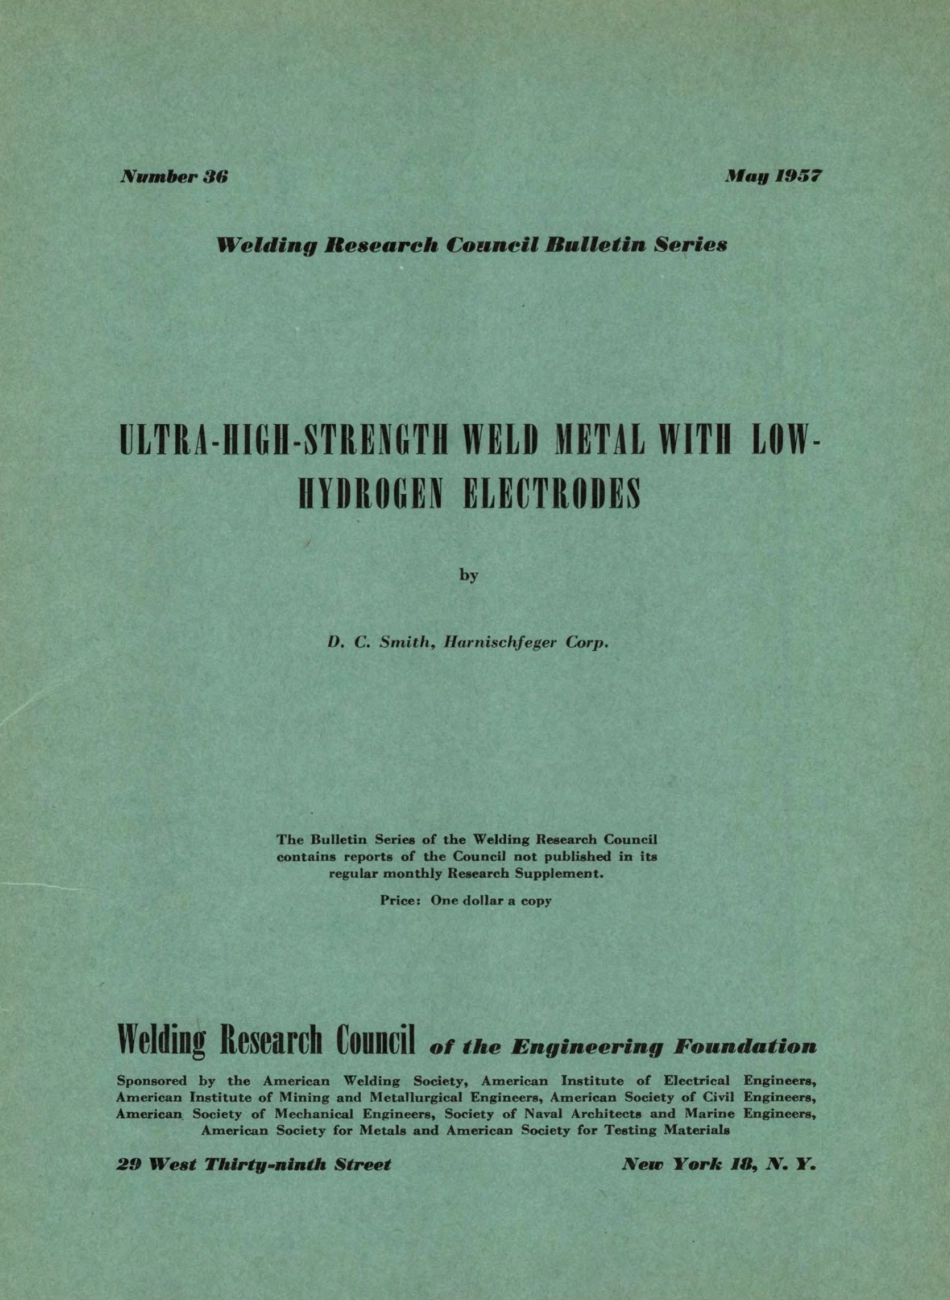 Number 36 May 1957
Welding Research Council Bulletin Series
ULTRA-HIGH-STRENGTH WELD METAL WITH LOW-
HYDROGEN ELECTRODES
by
D. C. Smith, Harnischfeger Corp.
The Bulletin Series of the Welding Research Council
contains reports of the Council not published in its
regular monthly Research Supplement.
Price: One dollar a copy
Welding Research Council of the Engineering Foundation
Sponsored by the American Welding Society, American Institute of Electrical Engineers,
American Institute of Mining and Metallurgical Engineers, American Society of Civil Engineers,
American Society of Mechanical Engineers, Society of Naval Architects and Marine Engineers,
American Society for Metals and American Society for Testing Materials
29 West Thirty-ninth Street New York 18, N. Y.